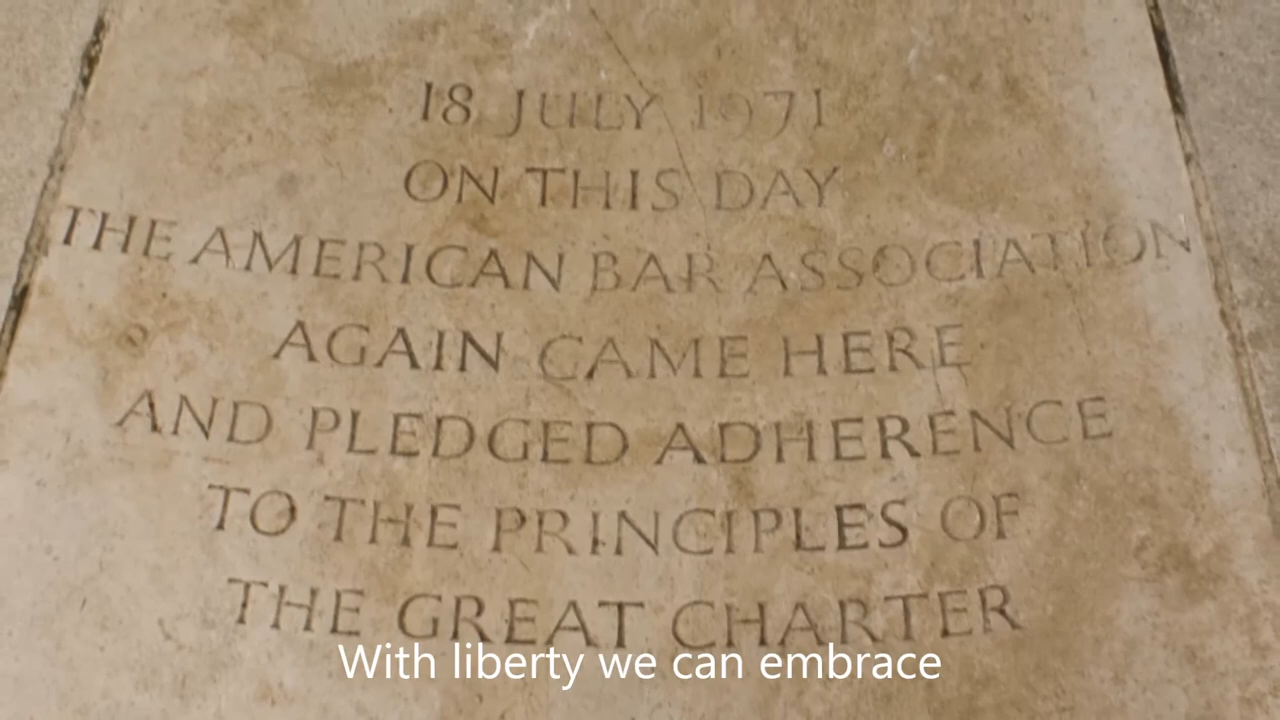 18 JULY 1971
ON THIS DAY
THE AMERICAN BAR ASSOCIATION
AGAIN CAME HERE
AND PLEDGED ADHERENCE
TO THE PRINCIPLES OF
THE GREAT CHARTER
With liberty we can embrace